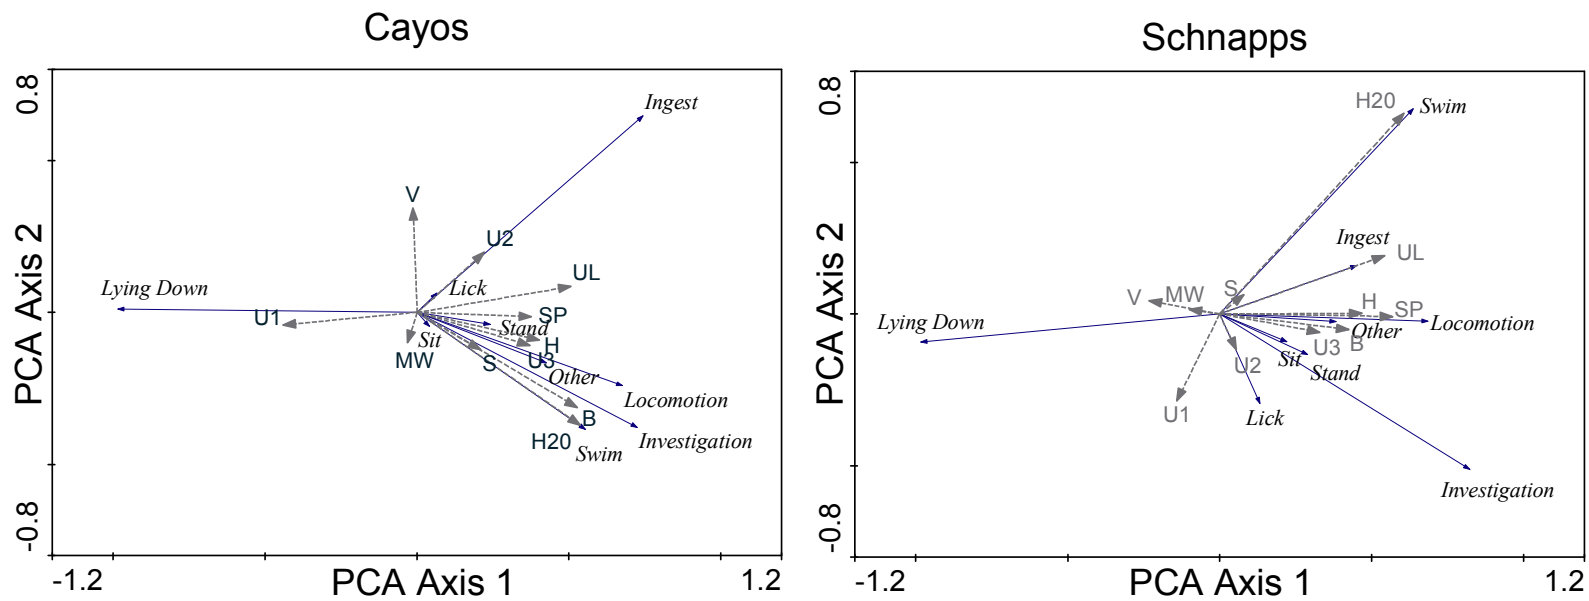 Cayos
0.8
PCA Axis 2
-0.8
Ingest
V
U2
UL
Lick
Lying Down
U1
SP
Stand
Sit
H
MW
S
U3
Other
Locomotion
B
H20
Investigation
Swim
-1.2
PCA Axis 1
1.2
Schnapps
0.8
PCA Axis 2
-0.8
H20
Swim
Ingest
UL
S
V
MW
H
SP
Lying Down
Locomotion
Other
U3
B
Sit
U2
Stand
U1
Lick
Investigation
-1.2
PCA Axis 1
1.2